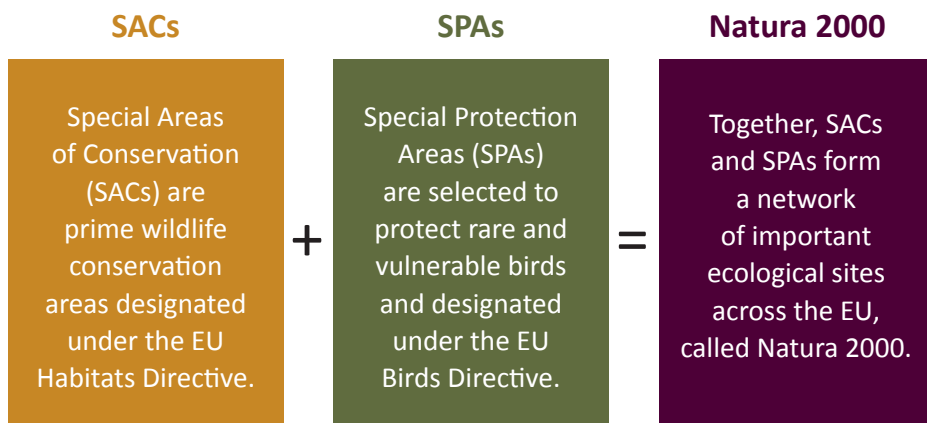 SACs
Special Areas
of Conservation
(SACs) are
prime wildlife
conservation
areas designated
under the EU
Habitats Directive.
+
SPAs
Special Protection
Areas (SPAs)
are selected to
protect rare and
vulnerable birds
and designated
under the EU
Birds Directive.
=
Natura 2000
Together, SACs
and SPAs form
a network
of important
ecological sites
across the EU,
called Natura 2000.